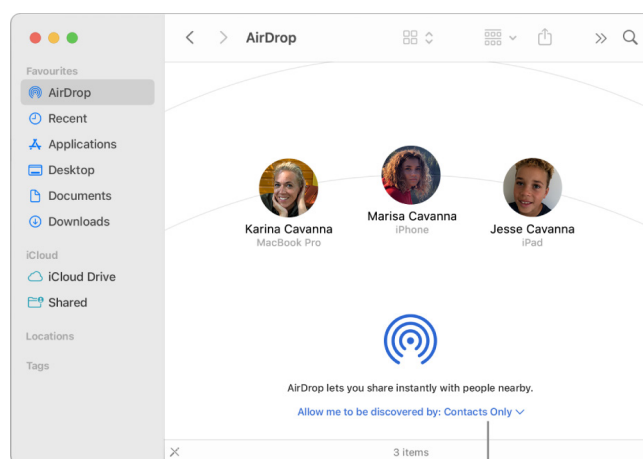 AirDrop
Favourites
AirDrop
Recent
Applications
Desktop
Documents
Downloads
iCloud
iCloud Drive
Shared
Locations
Tags
Karina Cavanna
MacBook Pro
Marisa Cavanna
iPhone
Jesse Cavanna
iPad
AirDrop lets you share instantly with people nearby.
Allow me to be discovered by: Contacts Only
3 items